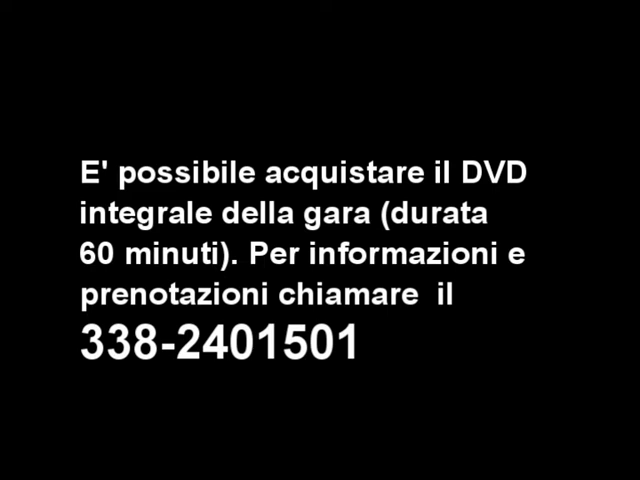 E' possibile acquistare il DVD
integrale della gara (durata
60 minuti). Per informazioni e
prenotazioni chiamare  il
338-2401501